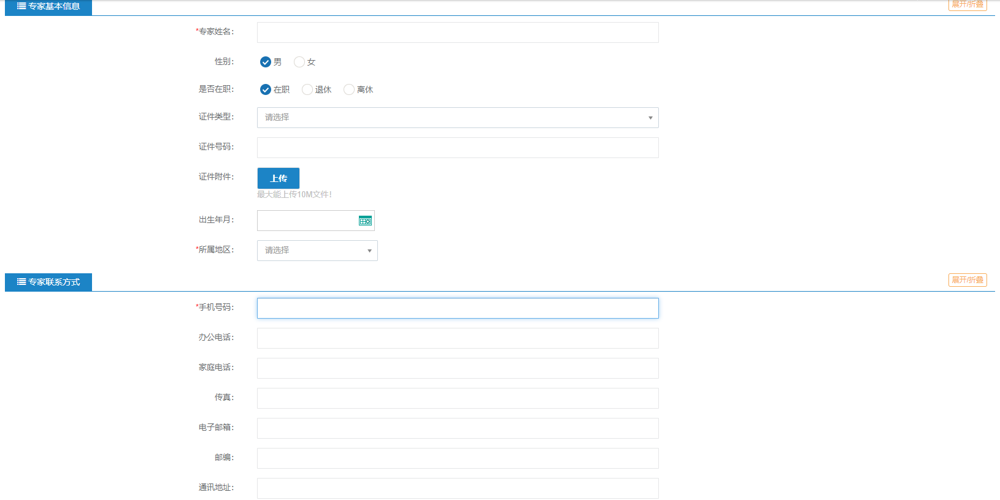 专家基本信息
展开/折叠
*专家姓名:
性别:
男
女
是否在职:
在职
退休
离休
证件类型:
请选择
证件号码:
证件附件:
上传
最大能上传10M文件!
出生年月:
*所属地区:
请选择
专家联系方式
展开/折叠
*手机号码:
办公电话:
家庭电话:
传真:
电子邮箱:
邮编:
通讯地址: